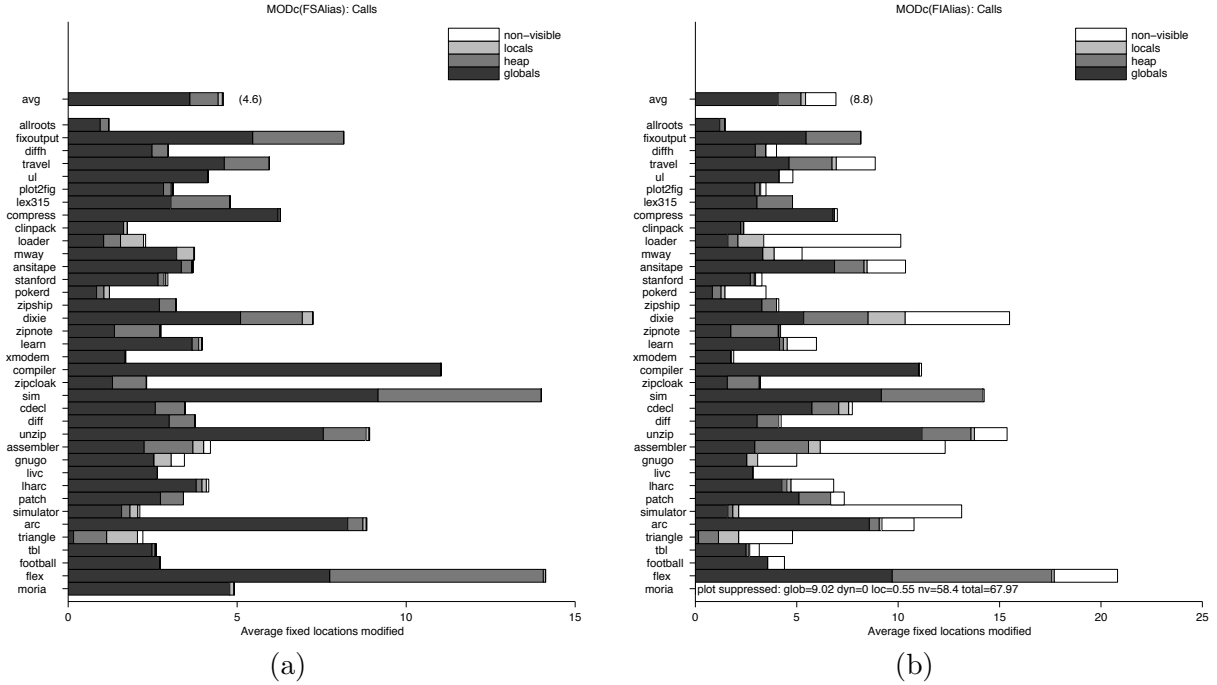 MODc(FSAlias): Calls
non−visible
locals
heap
globals
avg
(4.6)
allroots
fixoutput
diffh
travel
ul
plot2fig
lex315
compress
clinpack
loader
mway
ansitape
stanford
pokerd
zipship
dixie
zipnote
learn
xmodem
compiler
zipcloak
sim
cdecl
diff
unzip
assembler
gnugo
livc
lharc
patch
simulator
arc
triangle
tbl
football
flex
moria
0 5 10 15
Average fixed locations modified
(a)
MODc(FIAlias): Calls
non−visible
locals
heap
globals
avg
(8.8)
allroots
fixoutput
diffh
travel
ul
plot2fig
lex315
compress
clinpack
loader
mway
ansitape
stanford
pokerd
zipship
dixie
zipnote
learn
xmodem
compiler
zipcloak
sim
cdecl
diff
unzip
assembler
gnugo
livc
lharc
patch
simulator
arc
triangle
tbl
football
flex
moria
plot suppressed: glob=9.02 dyn=0 loc=0.55 nv=58.4 total=67.97
0 5 10 15 20 25
Average fixed locations modified
(b)